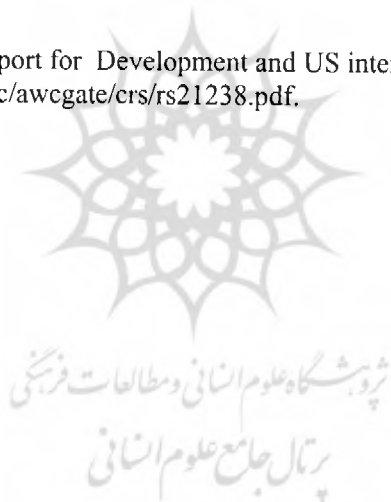 port for Development and US inte
c/awcgate/crs/rs21238.pdf.
پژوهشگاه علوم انسانی و مطالعات فرهنگی
پرتال جامع علوم انسانی